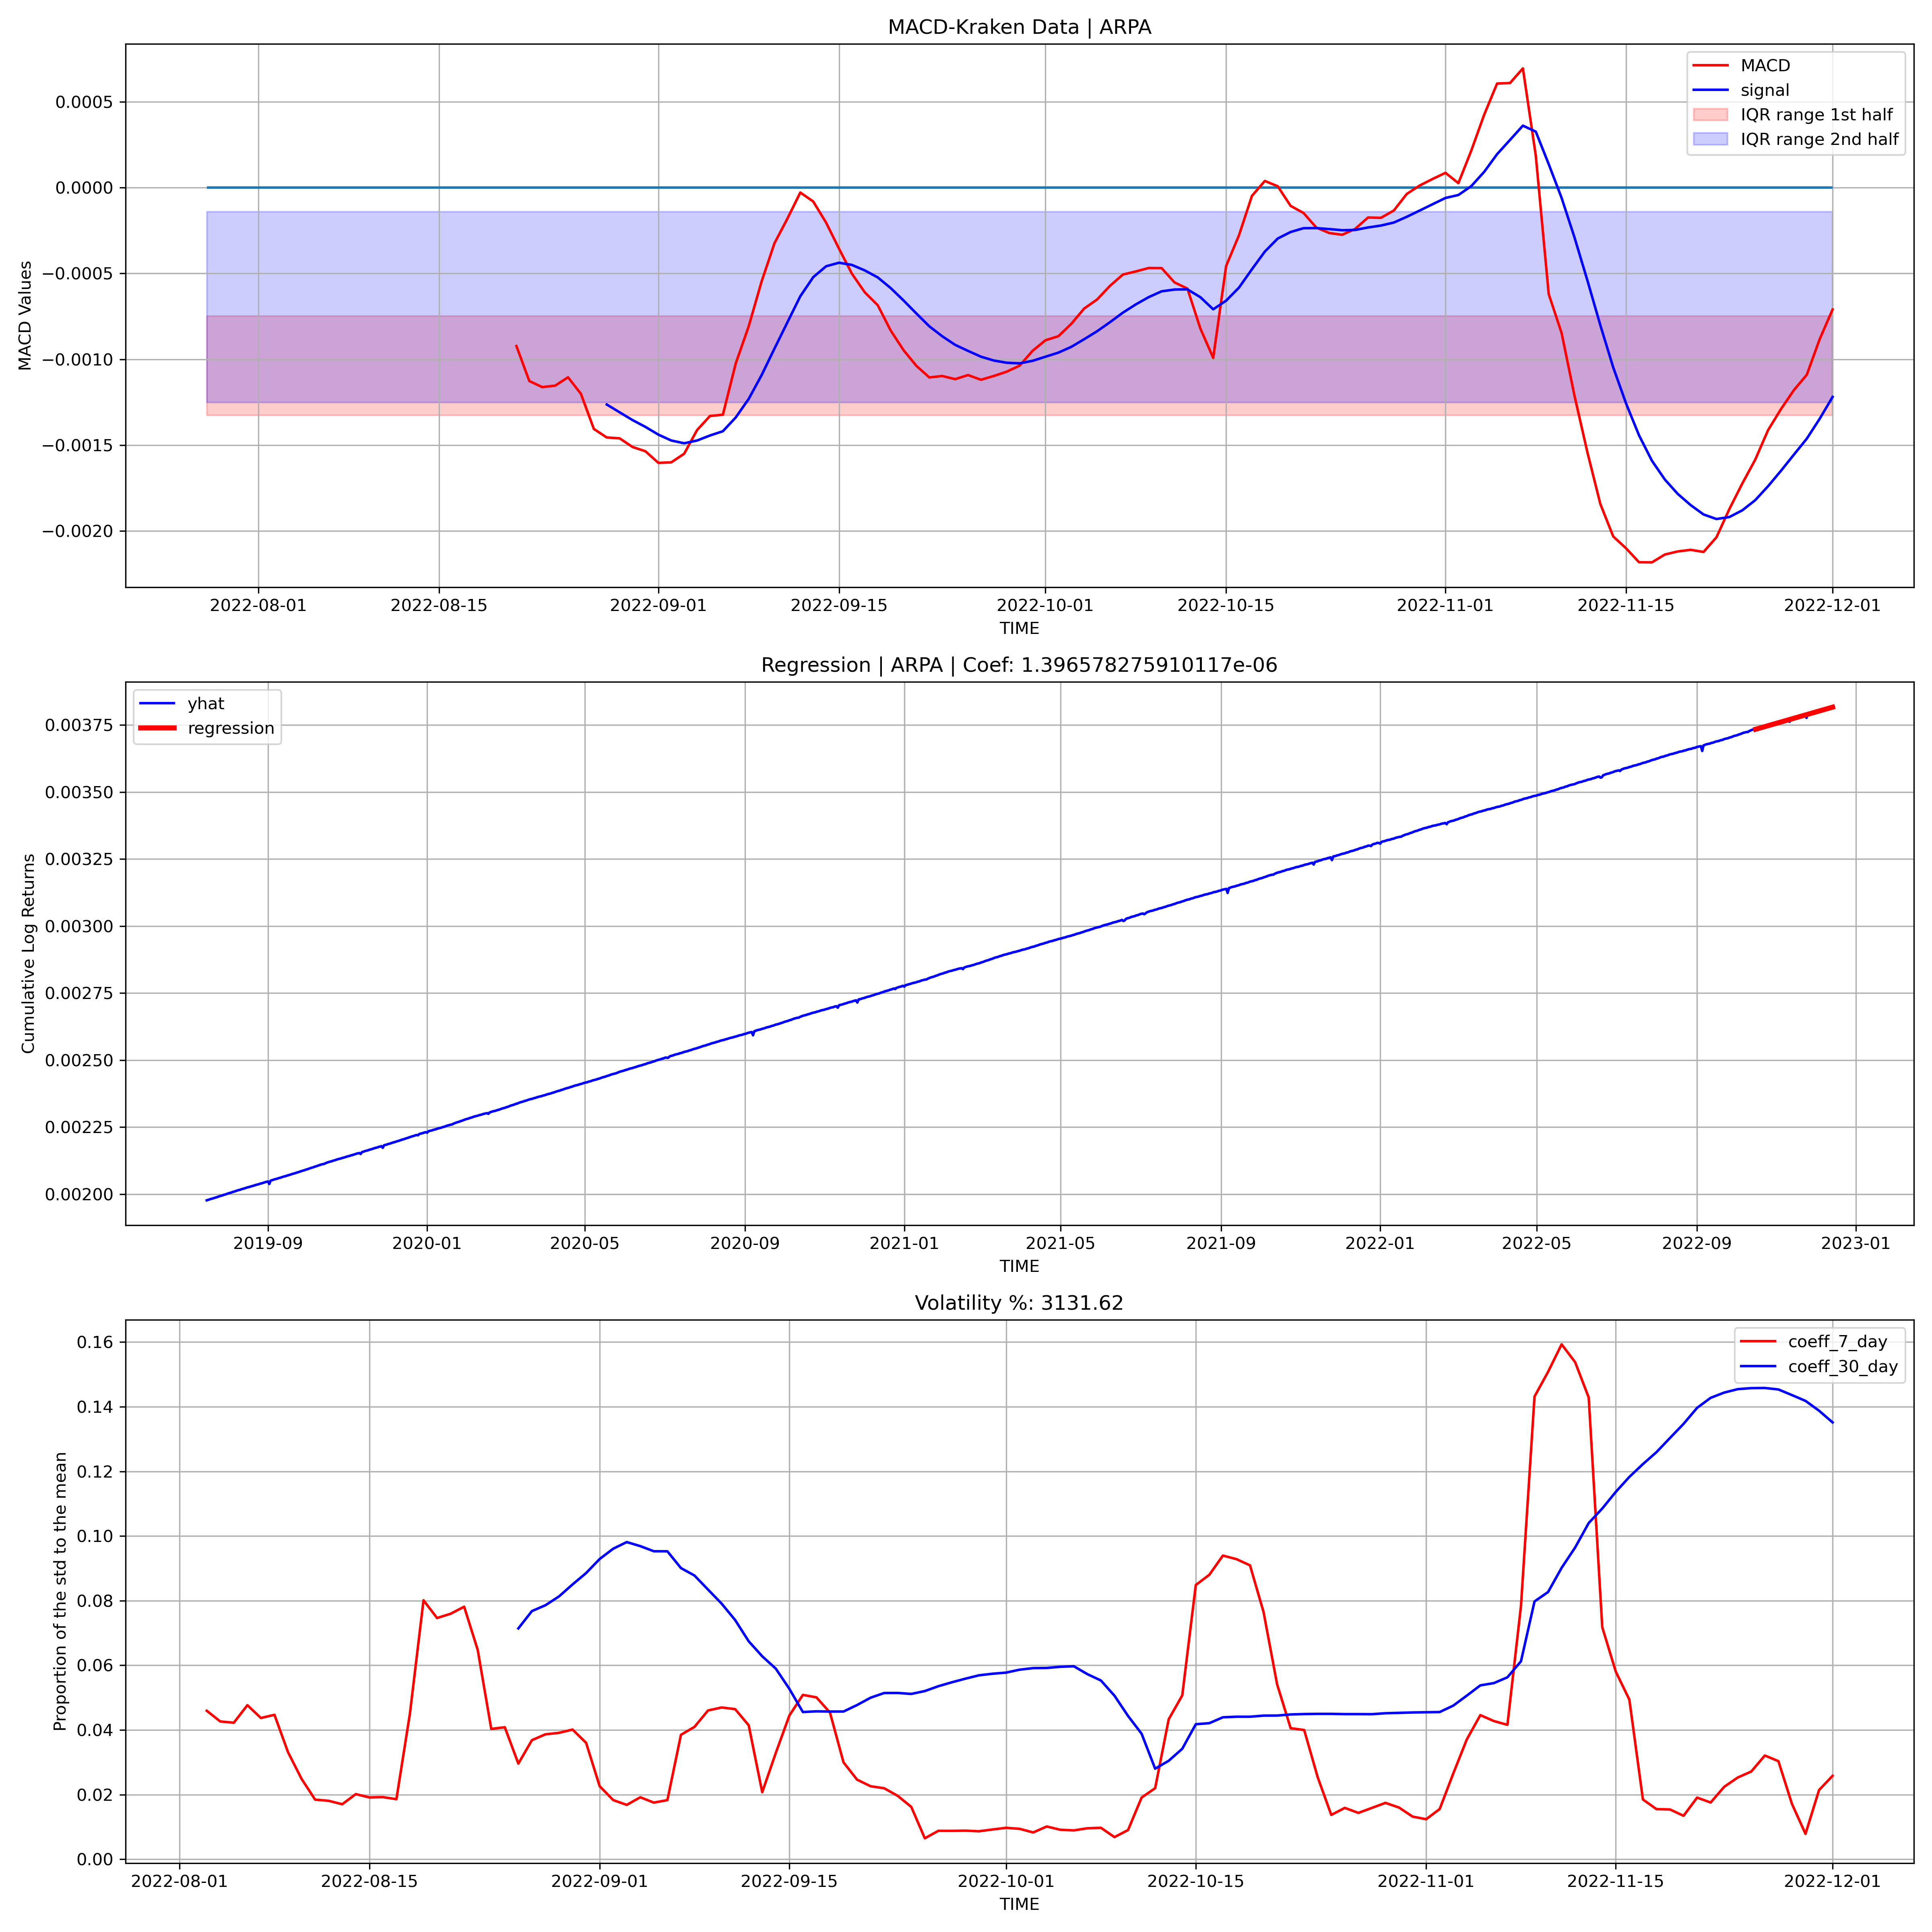 MACD-Kraken Data | ARPA
MACD
signal
IQR range 1st half
IQR range 2nd half
MACD Values
0.0005
0.0000
−0.0005
−0.0010
−0.0015
−0.0020
2022-08-01 2022-08-15 2022-09-01 2022-09-15 2022-10-01 2022-10-15 2022-11-01 2022-11-15 2022-12-01
TIME
Regression | ARPA | Coef: 1.396578275910117e-06
yhat
regression
Cumulative Log Returns
0.00375
0.00350
0.00325
0.00300
0.00275
0.00250
0.00225
0.00200
2019-09 2020-01 2020-05 2020-09 2021-01 2021-05 2021-09 2022-01 2022-05 2022-09 2023-01
TIME
Volatility %: 3131.62
coeff_7_day
coeff_30_day
Proportion of the std to the mean
0.16
0.14
0.12
0.10
0.08
0.06
0.04
0.02
0.00
2022-08-01 2022-08-15 2022-09-01 2022-09-15 2022-10-01 2022-10-15 2022-11-01 2022-11-15 2022-12-01
TIME